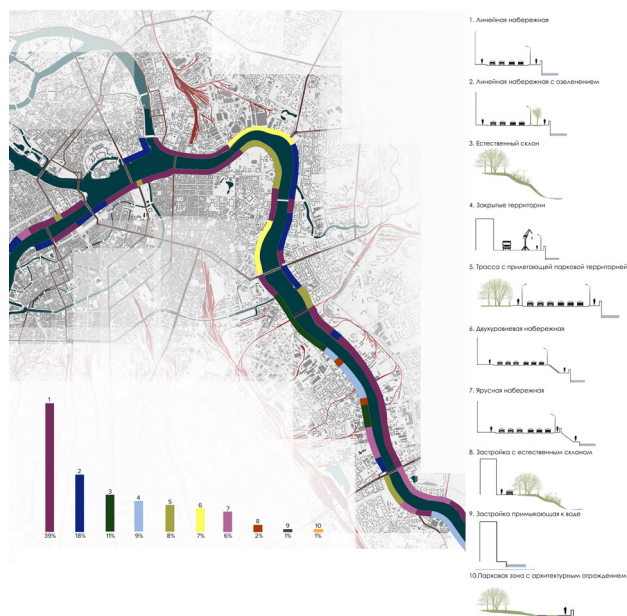 1. Линейная набережная
2. Линейная набережная с озеленением
3. Естественный склон
4. Закрытые территории
5. Трасса с прилегающей парковой территорией
6. Двухуровневая набережная
7. Ярусная набережная
8. Застройка с естественным склоном
9. Застройка примыкающая к воде
10.Парковая зона с архитектурным ограждением
1
2
3
4
5
6
7
8
9
10
39%
18%
11%
9%
8%
7%
6%
2%
1%
1%